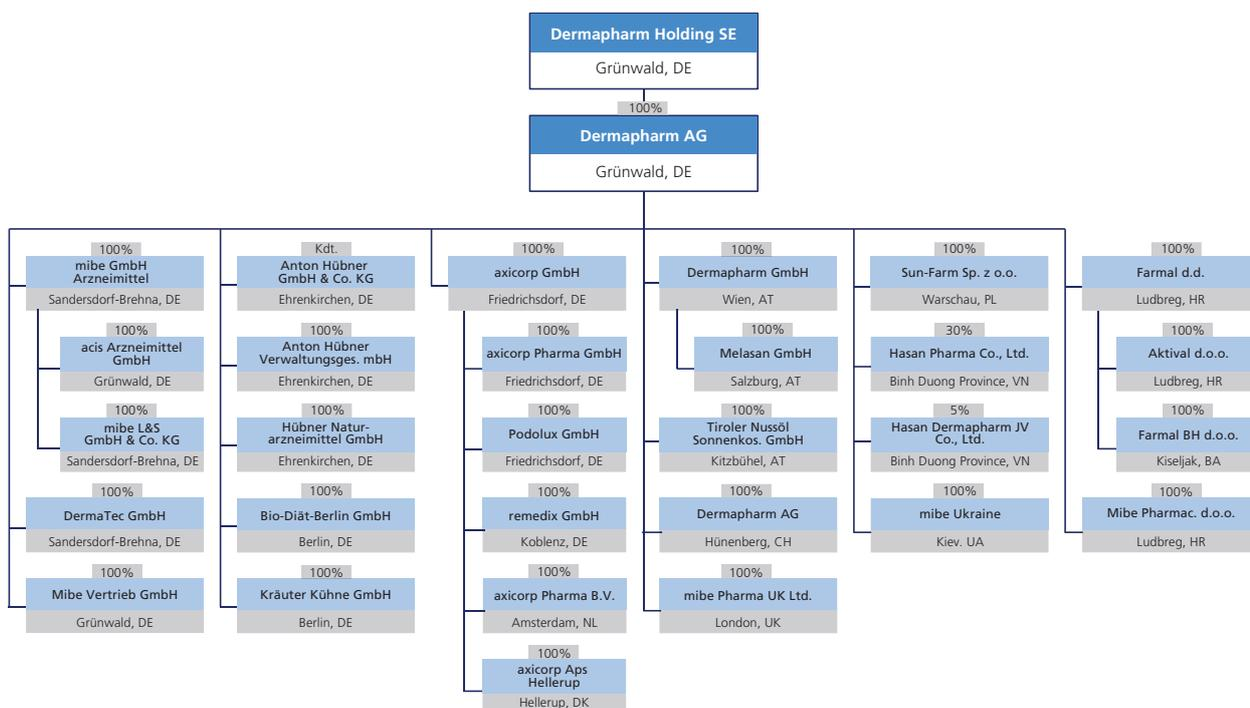 Dermapharm Holding SE
Grünwald, DE
100%
Dermapharm AG
Grünwald, DE
100%
mibe GmbH
Arzneimittel
Sandersdorf-Brehna, DE
100%
acis Arzneimittel
GmbH
Grünwald, DE
100%
mibe L&S
GmbH & Co. KG
Sandersdorf-Brehna, DE
100%
DermaTec GmbH
Sandersdorf-Brehna, DE
100%
Mibe Vertrieb GmbH
Grünwald, DE
Kdt.
Anton Hübner
GmbH & Co. KG
Ehrenkirchen, DE
100%
Anton Hübner
Verwaltungsges. mbH
Ehrenkirchen, DE
100%
Hübner Natur-
arzneimittel GmbH
Ehrenkirchen, DE
100%
Bio-Diät-Berlin GmbH
Berlin, DE
100%
Kräuter Kühne GmbH
Berlin, DE
100%
axicorp GmbH
Friedrichsdorf, DE
100%
axicorp Pharma GmbH
Friedrichsdorf, DE
100%
Podolux GmbH
Friedrichsdorf, DE
100%
remedix GmbH
Koblenz, DE
100%
axicorp Pharma B.V.
Amsterdam, NL
100%
axicorp Aps
Hellerup
Hellerup, DK
100%
Dermapharm GmbH
Wien, AT
100%
Melasan GmbH
Salzburg, AT
100%
Tiroler Nussöl
Sonnenkos. GmbH
Kitzbühel, AT
100%
Dermapharm AG
Hünenberg, CH
100%
mibe Pharma UK Ltd.
London, UK
100%
Sun-Farm Sp. z o.o.
Warschau, PL
30%
Hasan Pharma Co., Ltd.
Binh Duong Province, VN
5%
Hasan Dermapharm JV
Co., Ltd.
Binh Duong Province, VN
100%
mibe Ukraine
Kiev. UA
100%
Farmal d.d.
Ludbreg, HR
100%
Aktival d.o.o.
Ludbreg, HR
100%
Farmal BH d.o.o.
Kiseljak, BA
100%
Mibe Pharmac. d.o.o.
Ludbreg, HR